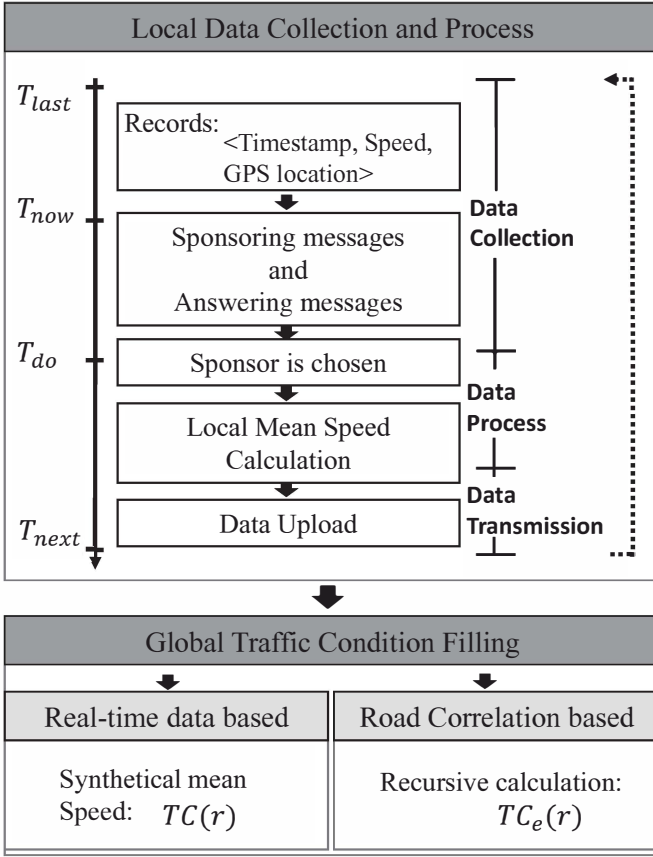 Local Data Collection and Process
T_last
Records:
<Timestamp, Speed,
GPS location>
T_now
Sponsoring messages
and
Answering messages
Data
Collection
T_do
Sponsor is chosen
Data
Process
Local Mean Speed
Calculation
Data
Transmission
Data Upload
T_next
Global Traffic Condition Filling
Real-time data based
Road Correlation based
Synthetical mean
Speed: TC(r)
Recursive calculation:
TC_e(r)